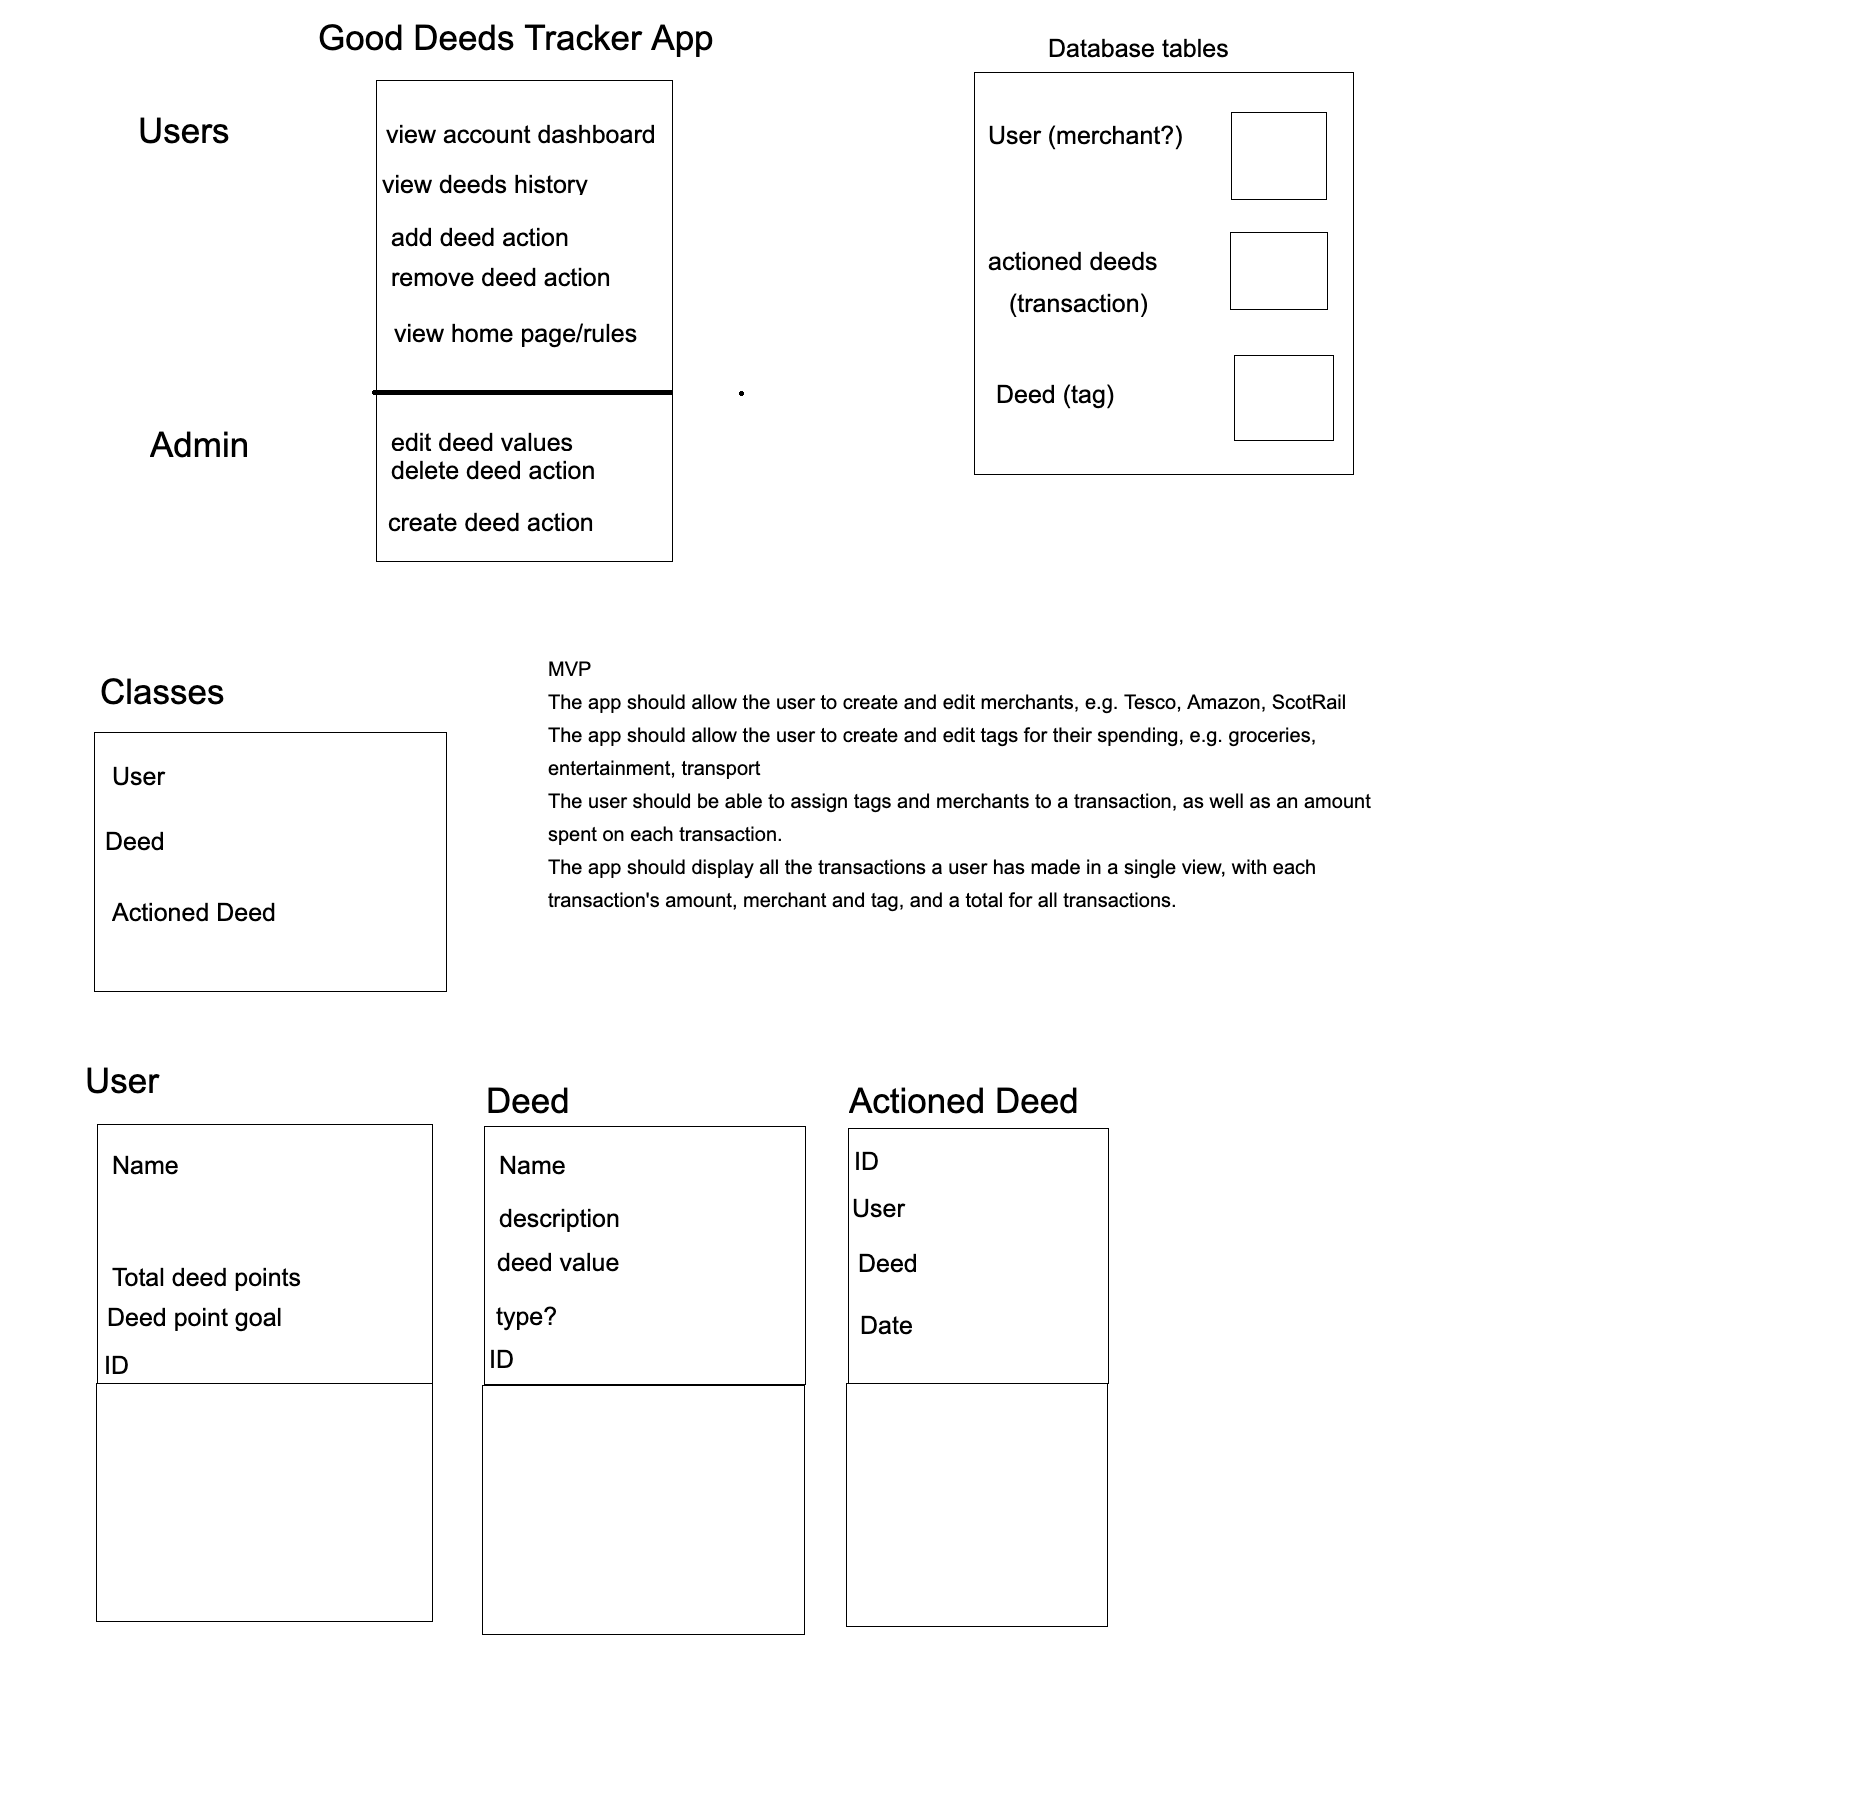 Good Deeds Tracker App
Users
view account dashboard
view deeds history
add deed action
remove deed action
view home page/rules
Admin
edit deed values
delete deed action
create deed action
Database tables
User (merchant?)
actioned deeds
(transaction)
Deed (tag)
Classes
User
Deed
Actioned Deed
MVP
The app should allow the user to create and edit merchants, e.g. Tesco, Amazon, ScotRail
The app should allow the user to create and edit tags for their spending, e.g. groceries,
entertainment, transport
The user should be able to assign tags and merchants to a transaction, as well as an amount
spent on each transaction.
The app should display all the transactions a user has made in a single view, with each
transaction's amount, merchant and tag, and a total for all transactions.
User
Name
Total deed points
Deed point goal
ID
Deed
Name
description
deed value
type?
ID
Actioned Deed
ID
User
Deed
Date